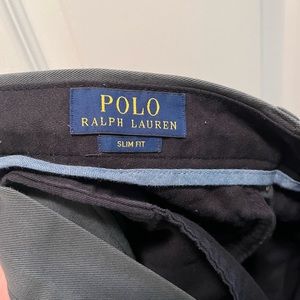 POLO
RALPH LAUREN
SLIM FIT